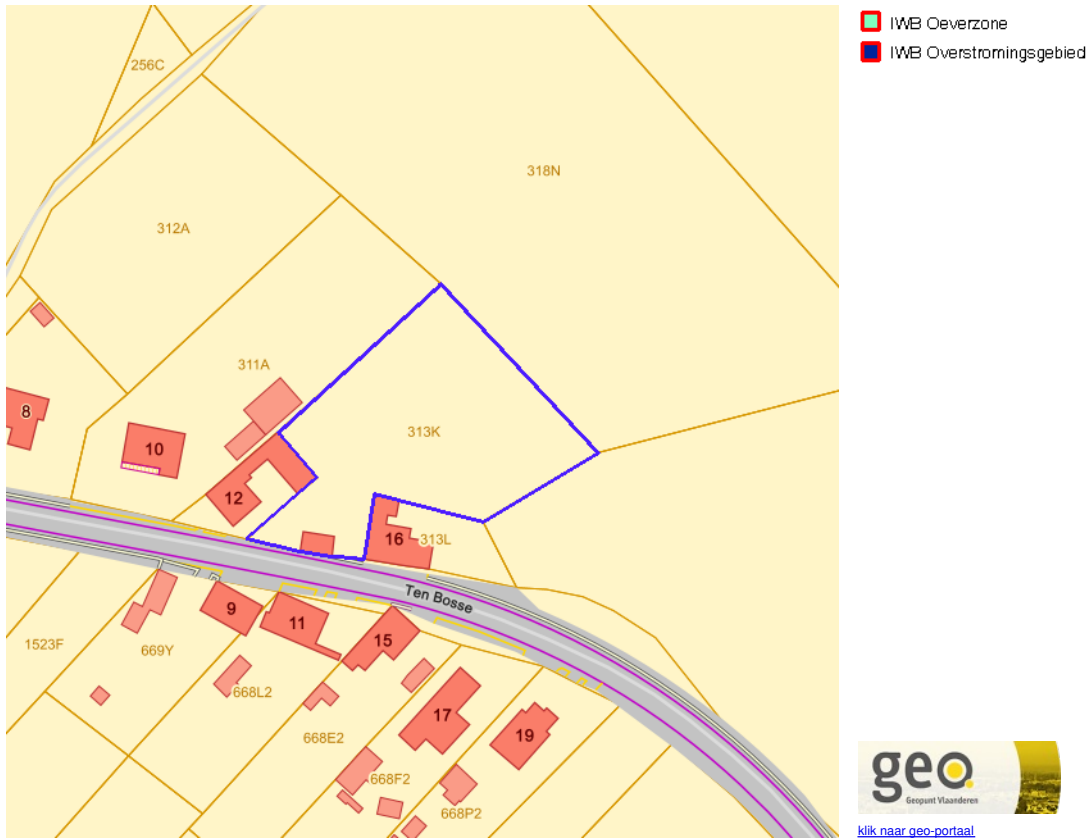 IWB Oeverzone
IWB Overstromingsgebied
256C
318N
312A
311A
8
313K
10
12
16
313L
Ten Bosse
9
11
15
1523F
669Y
668L2
17
19
668E2
668F2
668P2
geo.
Geopunt Vlaanderen
klik naar geo-portaal